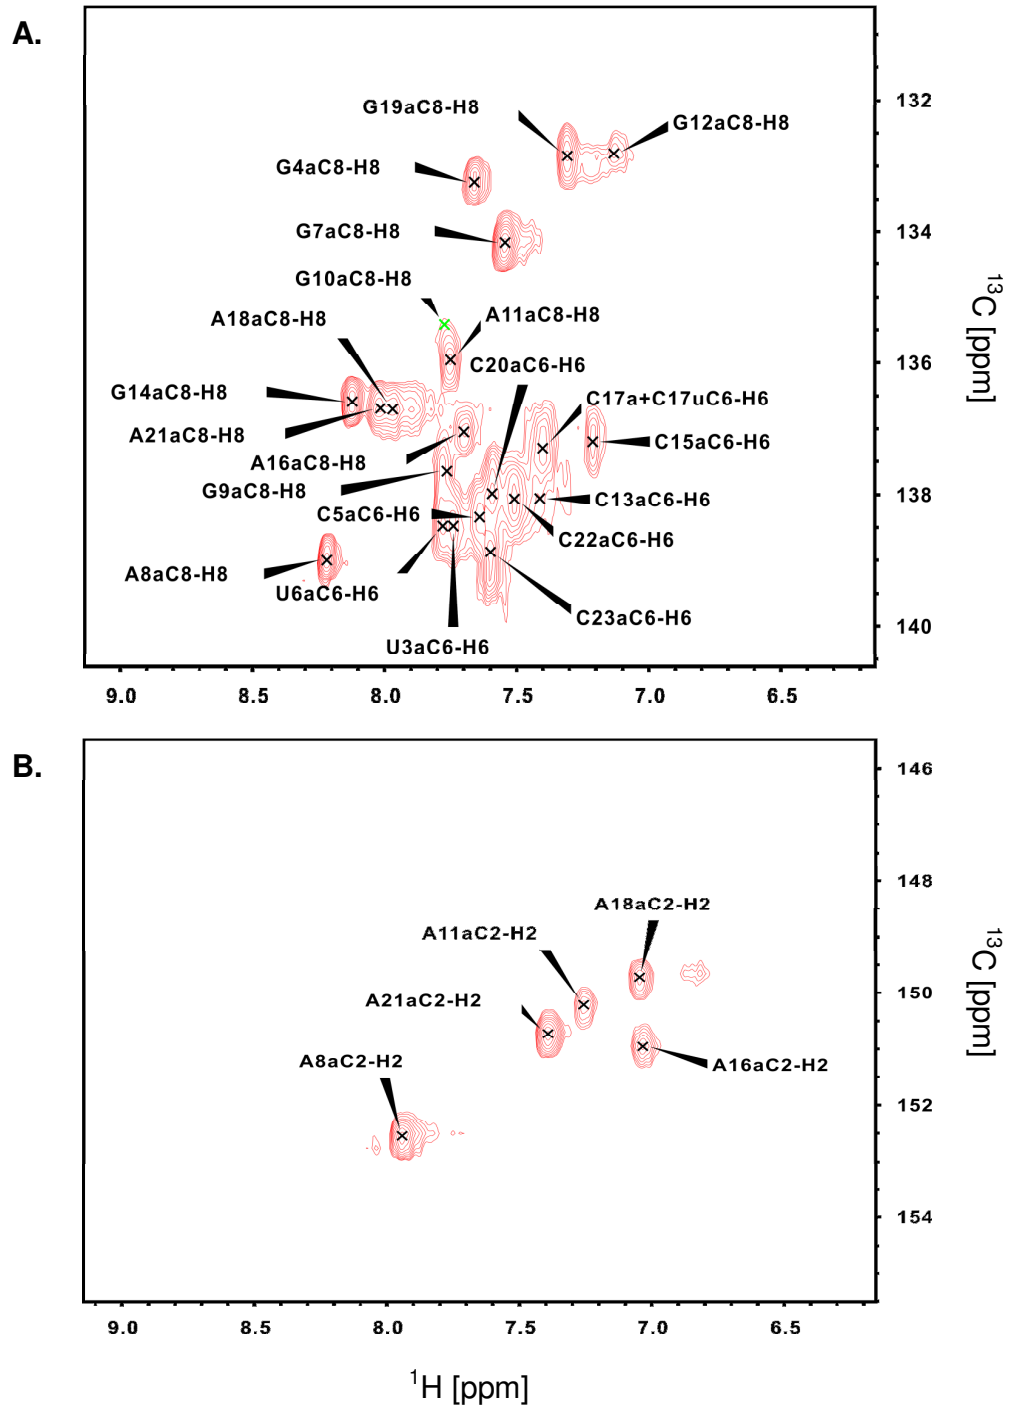 A.
132
G19aC8-H8
G12aC8-H8
G4aC8-H8
G7aC8-H8
134
G10aC8-H8
A18aC8-H8
A11aC8-H8
13C [ppm]
136
C20aC6-H6
G14aC8-H8
C17a+C17uC6-H6
A21aC8-H8
C15aC6-H6
A16aC8-H8
G9aC8-H8
138
C13aC6-H6
C5aC6-H6
C22aC6-H6
A8aC8-H8
U6aC6-H6
C23aC6-H6
140
U3aC6-H6
9.0 8.0 7.5 7.0 6.5
B.
146
148
A18aC2-H2
A11aC2-H2
13C [ppm]
A21aC2-H2
150
A8aC2-H2
A16aC2-H2
152
154
9.0 8.0 7.5 7.0 6.5
1H [ppm]